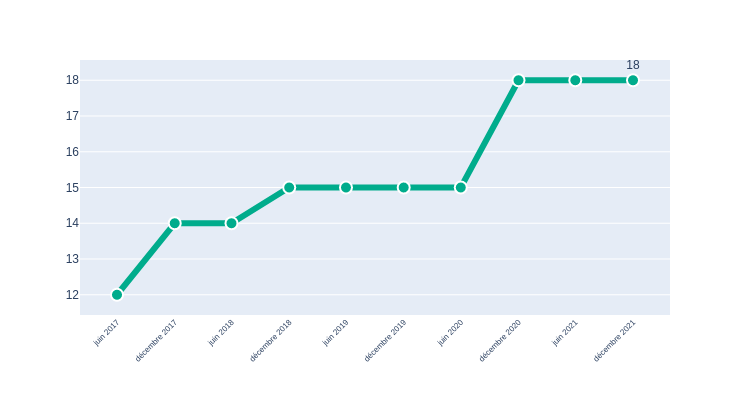 18
18
17
16
15
14
13
12
juin 2017
décembre 2017
juin 2018
décembre 2018
juin 2019
décembre 2019
juin 2020
décembre 2020
juin 2021
décembre 2021